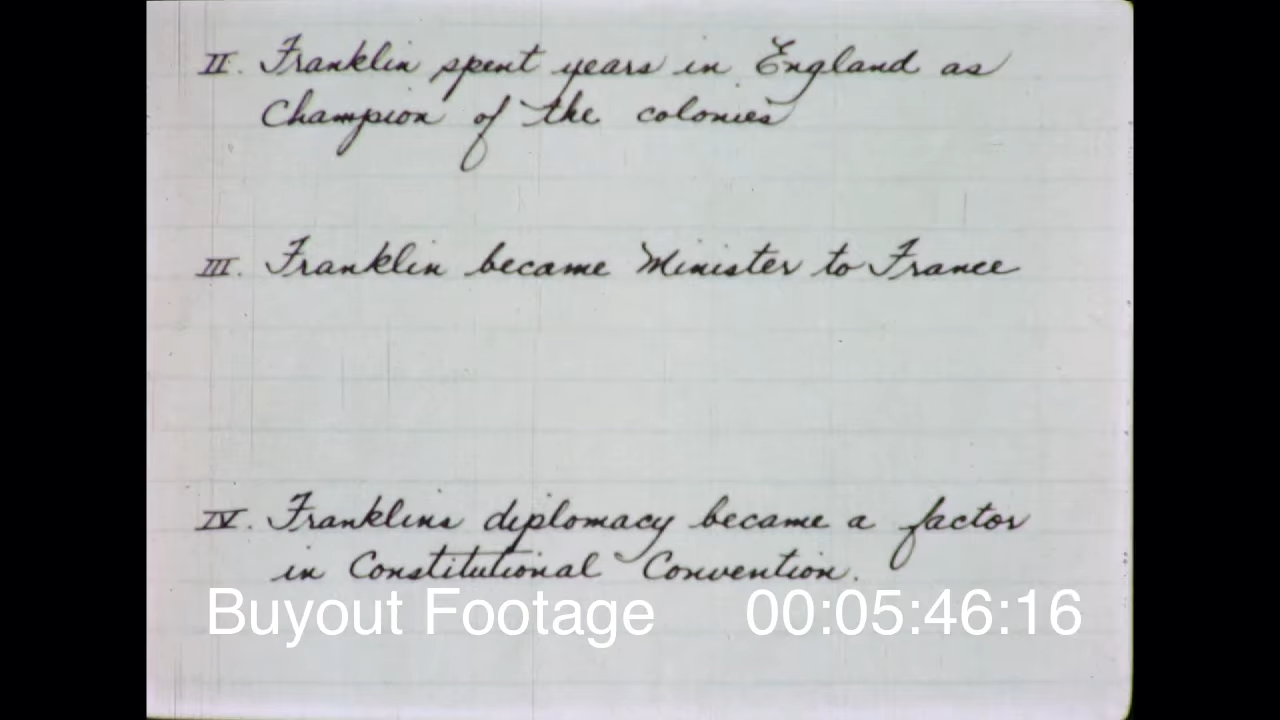 II. Franklin spent years in England as
Champion of the colonies
III. Franklin became Minister to France
IV. Franklins diplomacy became a factor
in Constitutional Convention.
Buyout Footage 00:05:46:16